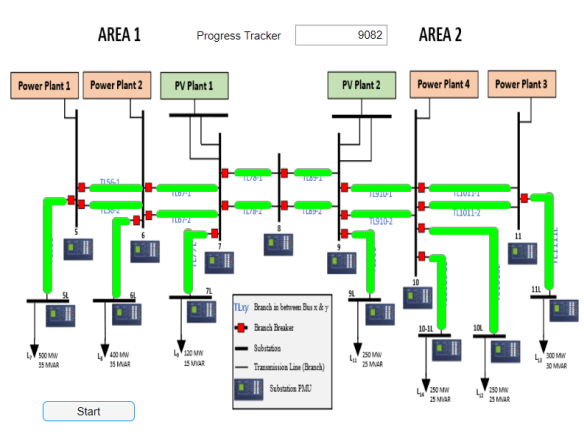 AREA 1
Progress Tracker
9082
AREA 2
Power Plant 1
Power Plant 2
PV Plant 1
PV Plant 2
Power Plant 4
Power Plant 3
TL56-1
TL67-1
TL78-1
TL89-1
TL910-1
TL1011-1
TL56-2
TL67-2
TL78-2
TL89-2
TL910-2
TL1011-2
5
6
7
8
9
10
11
5L
6L
7L
9L
10-1L
10L
11L
TLxy Branch in between Bus x & y
Branch Breaker
Substation
Transmission Line (Branch)
Substation PMU
L7 500 MW
35 MVAR
400 MW
35 MVAR
120 MW
15 MVAR
250 MW
25 MVAR
250 MW
25 MVAR
250 MW
25 MVAR
300 MW
30 MVAR
Start